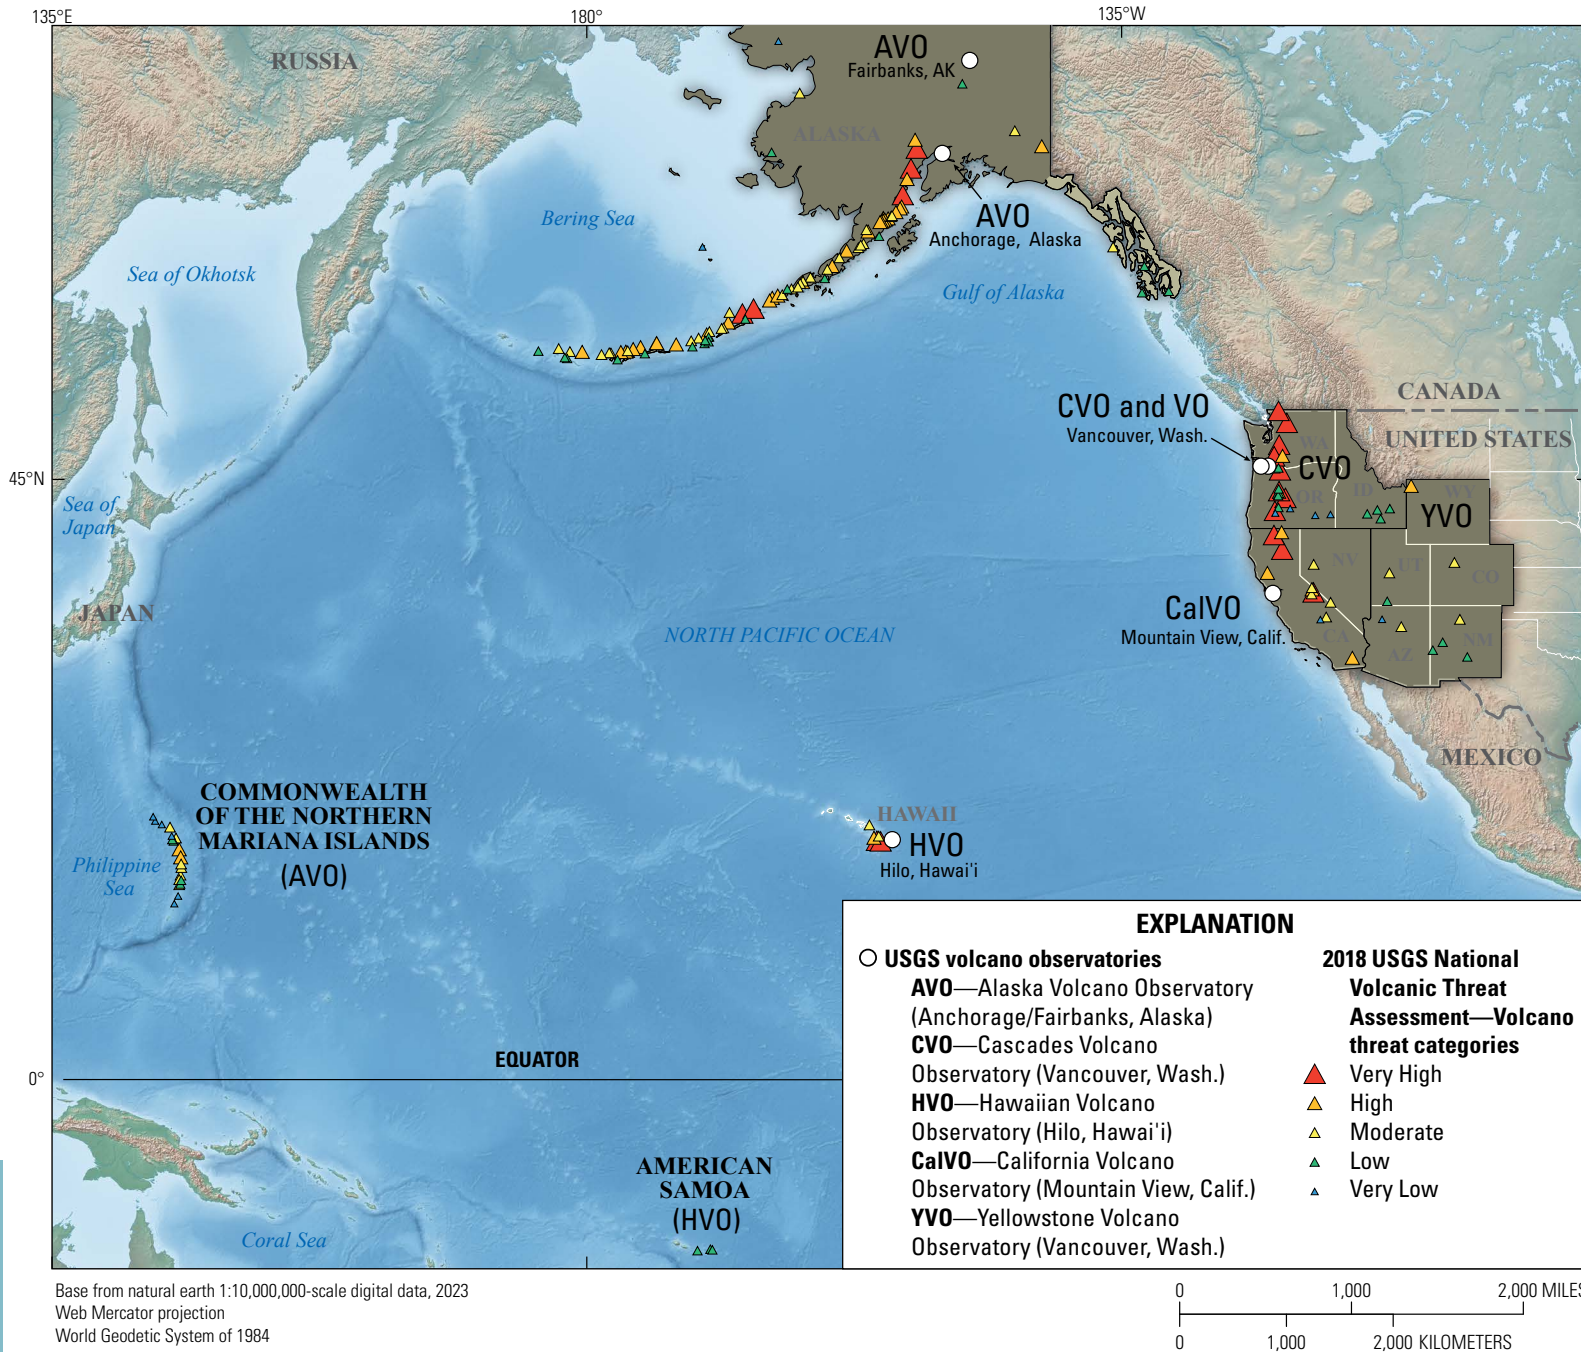 135°E
180°
135°W
RUSSIA
AVO
Fairbanks, AK
ALASKA
Bering Sea
AVO
Anchorage, Alaska
Sea of Okhotsk
Gulf of Alaska
CANADA
UNITED STATES
CVO and VO
Vancouver, Wash.
WA
CVO
45°N
Sea of
Japan
OR
ID
WY
YVO
NV
UT
CO
JAPAN
CalVO
Mountain View, Calif.
NORTH PACIFIC OCEAN
CA
AZ
NM
MEXICO
COMMONWEALTH
OF THE NORTHERN
MARIANA ISLANDS
(AVO)
HAWAII
HVO
Hilo, Hawai'i
Philippine
Sea
EXPLANATION
USGS volcano observatories
AVO—Alaska Volcano Observatory
(Anchorage/Fairbanks, Alaska)
CVO—Cascades Volcano
Observatory (Vancouver, Wash.)
HVO—Hawaiian Volcano
Observatory (Hilo, Hawai'i)
CalVO—California Volcano
Observatory (Mountain View, Calif.)
YVO—Yellowstone Volcano
Observatory (Vancouver, Wash.)
2018 USGS National
Volcanic Threat
Assessment—Volcano
threat categories
Very High
High
Moderate
Low
Very Low
EQUATOR
0°
AMERICAN
SAMOA
(HVO)
Coral Sea
Base from natural earth 1:10,000,000-scale digital data, 2023
Web Mercator projection
World Geodetic System of 1984
0 1,000 2,000 MILES
0 1,000 2,000 KILOMETERS